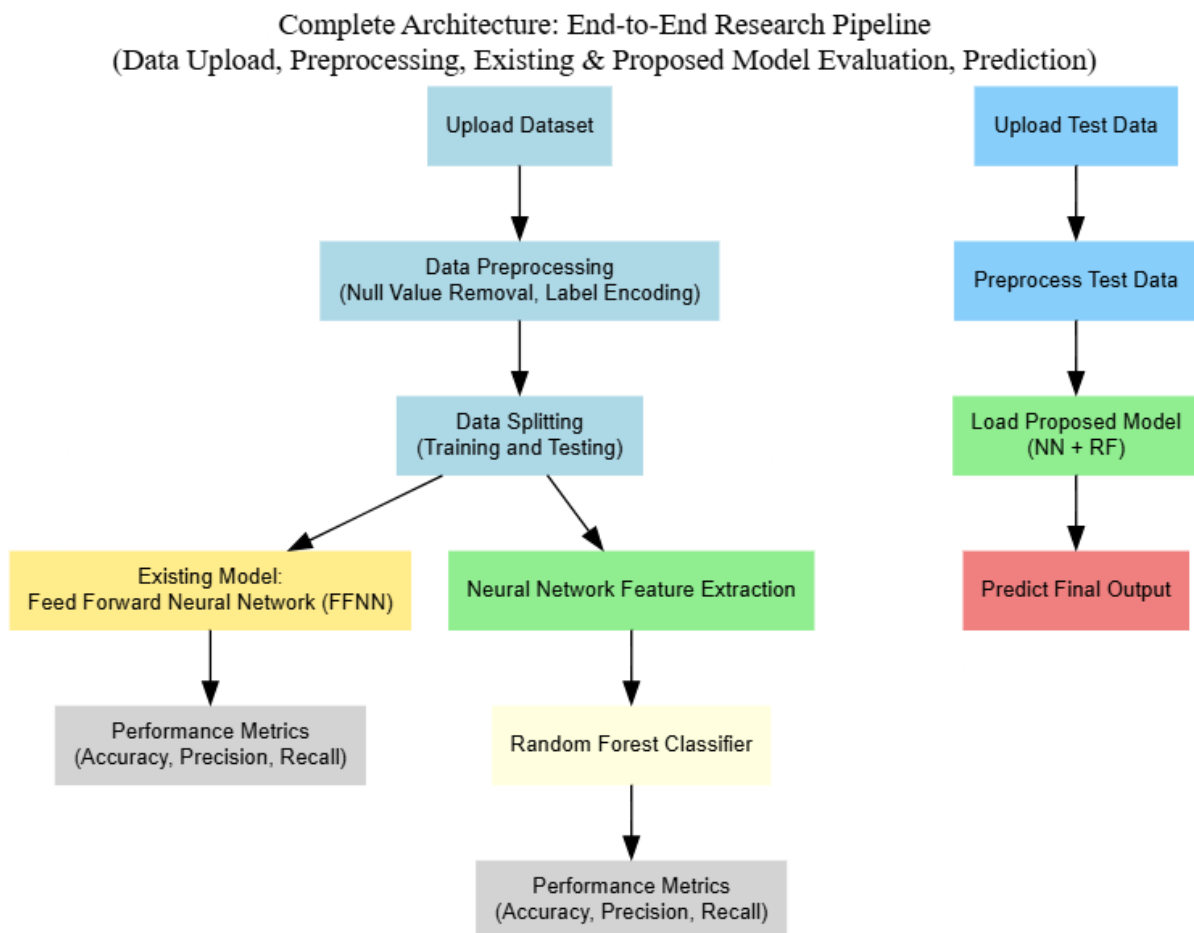 Complete Architecture: End-to-End Research Pipeline
(Data Upload, Preprocessing, Existing & Proposed Model Evaluation, Prediction)
Upload Dataset
Data Preprocessing
(Null Value Removal, Label Encoding)
Data Splitting
(Training and Testing)
Existing Model:
Feed Forward Neural Network (FFNN)
Neural Network Feature Extraction
Performance Metrics
(Accuracy, Precision, Recall)
Random Forest Classifier
Performance Metrics
(Accuracy, Precision, Recall)
Upload Test Data
Preprocess Test Data
Load Proposed Model
(NN + RF)
Predict Final Output